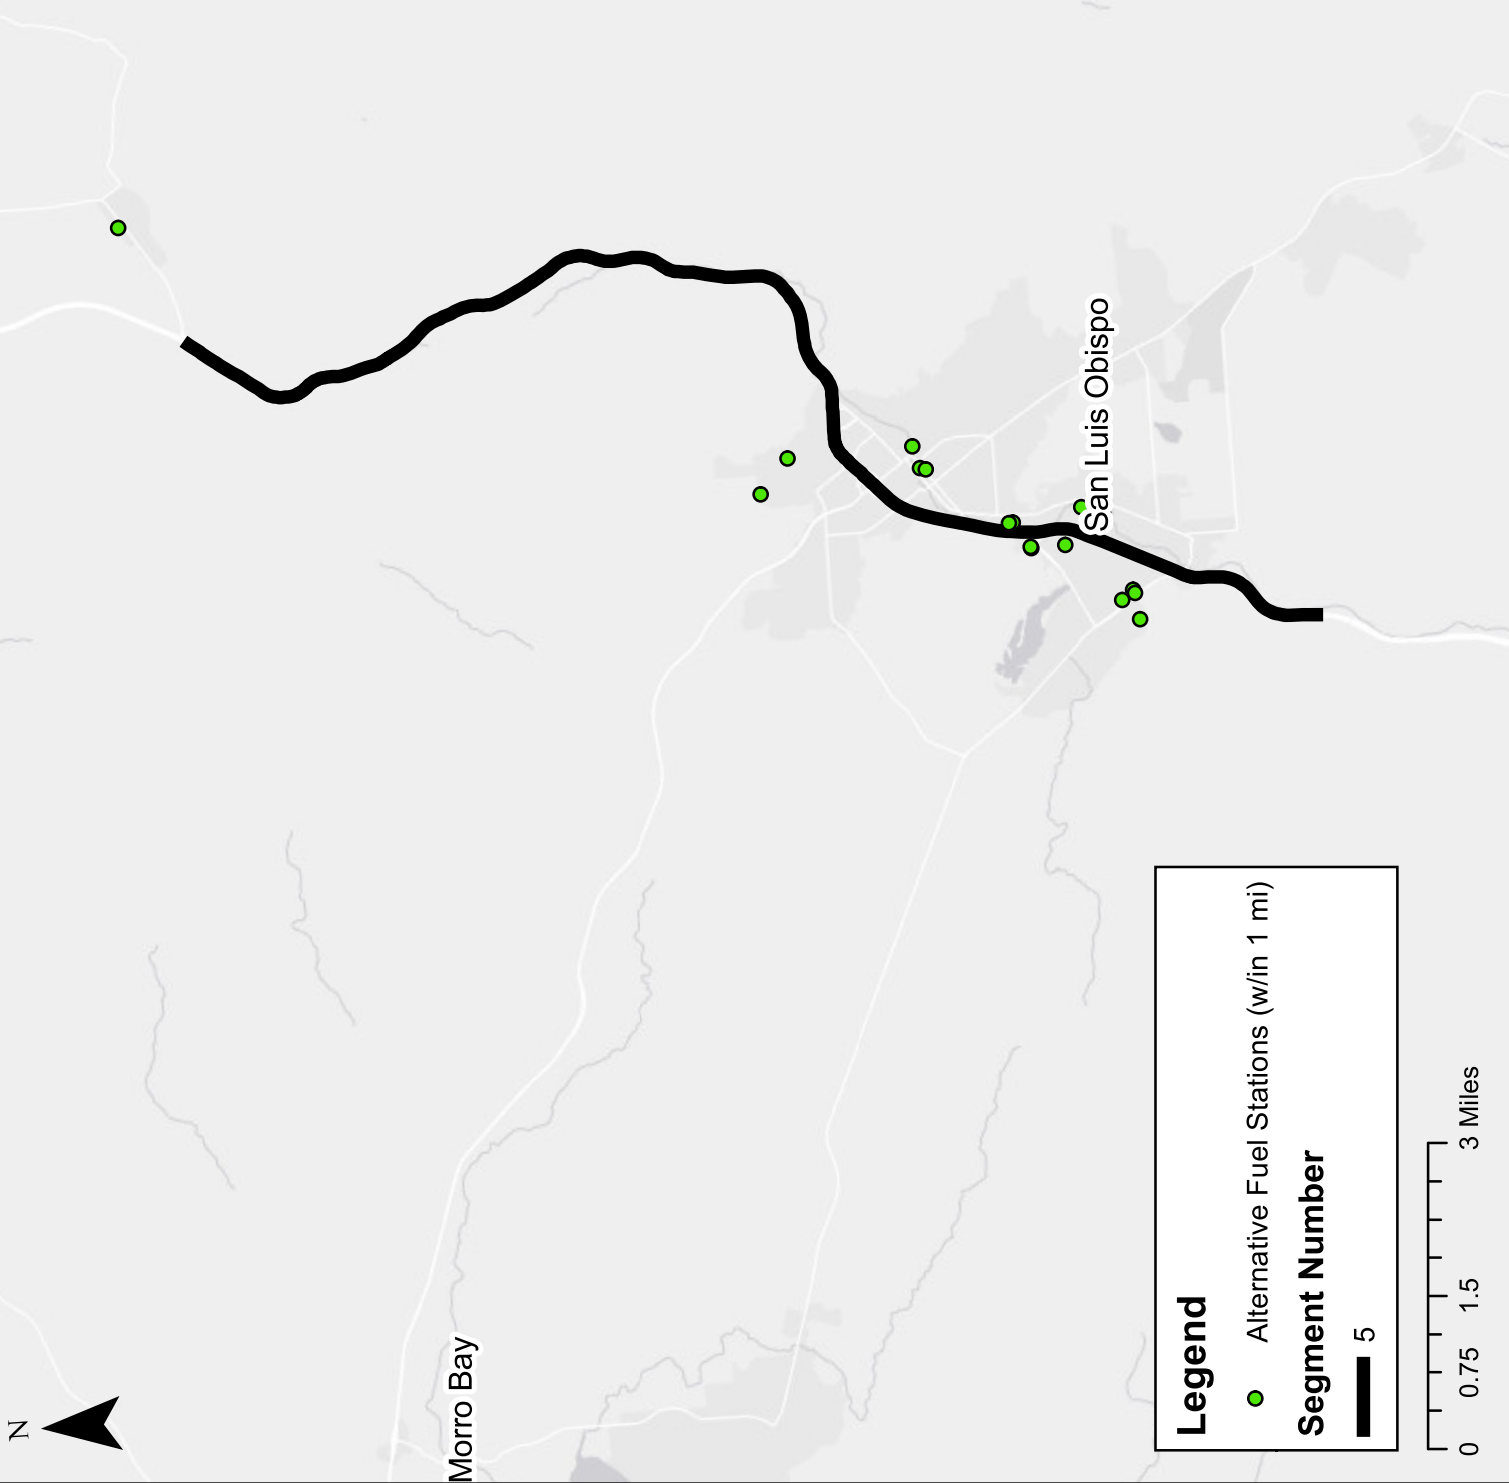 N
Morro Bay
San Luis Obispo
Legend
Alternative Fuel Stations (w/in 1 mi)
Segment Number
5
0 0.75 1.5 3 Miles